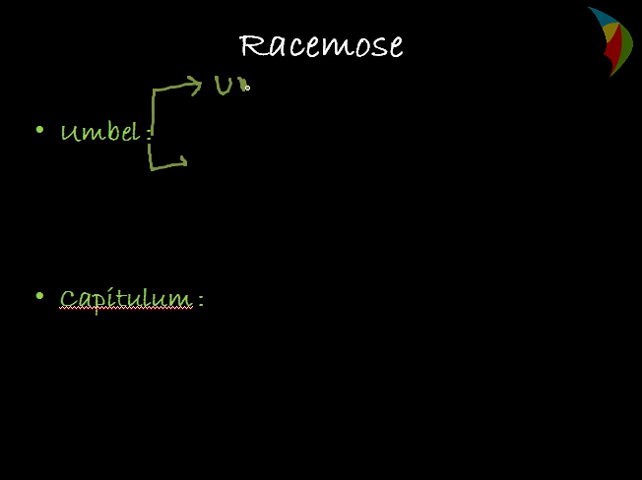 Racemose
• Umbel :
• Capitulum :